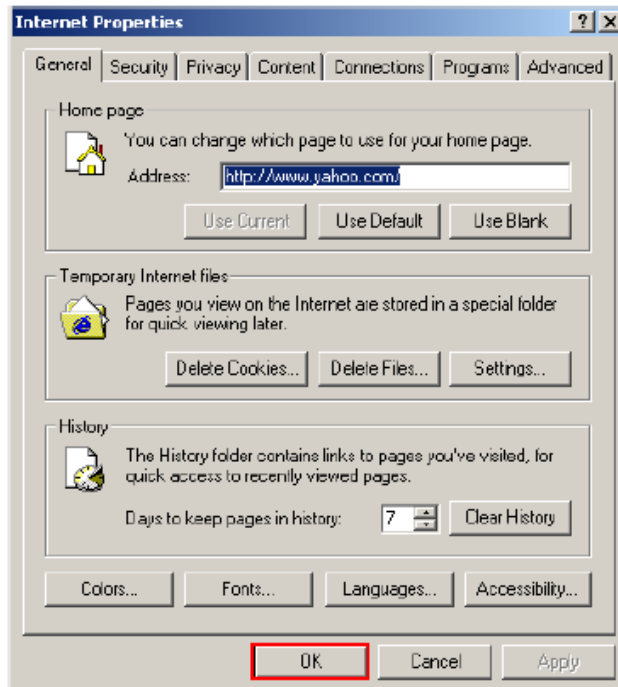 Internet Properties
General Security Privacy Content Connections Programs Advanced
Home page
You can change which page to use for your home page.
Address: http://www.yahoo.com/
Use Current Use Default Use Blank
Temporary Internet files
Pages you view on the Internet are stored in a special folder
for quick viewing later.
Delete Cookies... Delete Files... Settings...
History
The History folder contains links to pages you've visited, for
quick access to recently viewed pages.
Days to keep pages in history: 7 Clear History
Colors... Fonts... Languages... Accessibility...
OK Cancel Apply